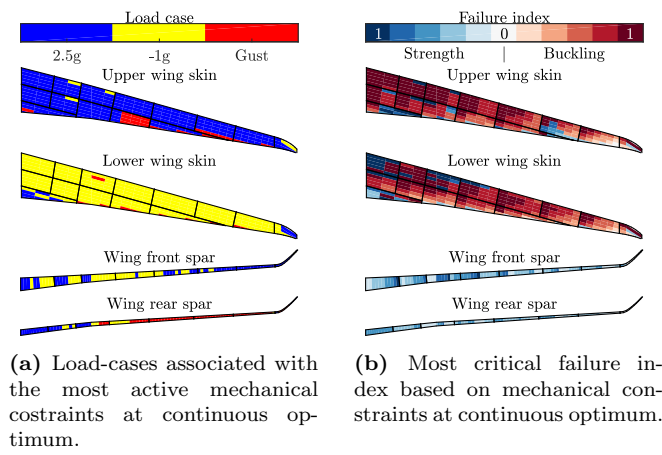 Load case
2.5g -1g Gust
Upper wing skin
Lower wing skin
Wing front spar
Wing rear spar
(a) Load-cases associated with
the most active mechanical
costraints at continuous op-
timum.
Failure index
1 0 1
Strength | Buckling
Upper wing skin
Lower wing skin
Wing front spar
Wing rear spar
(b) Most critical failure in-
dex based on mechanical con-
straints at continuous optimum.